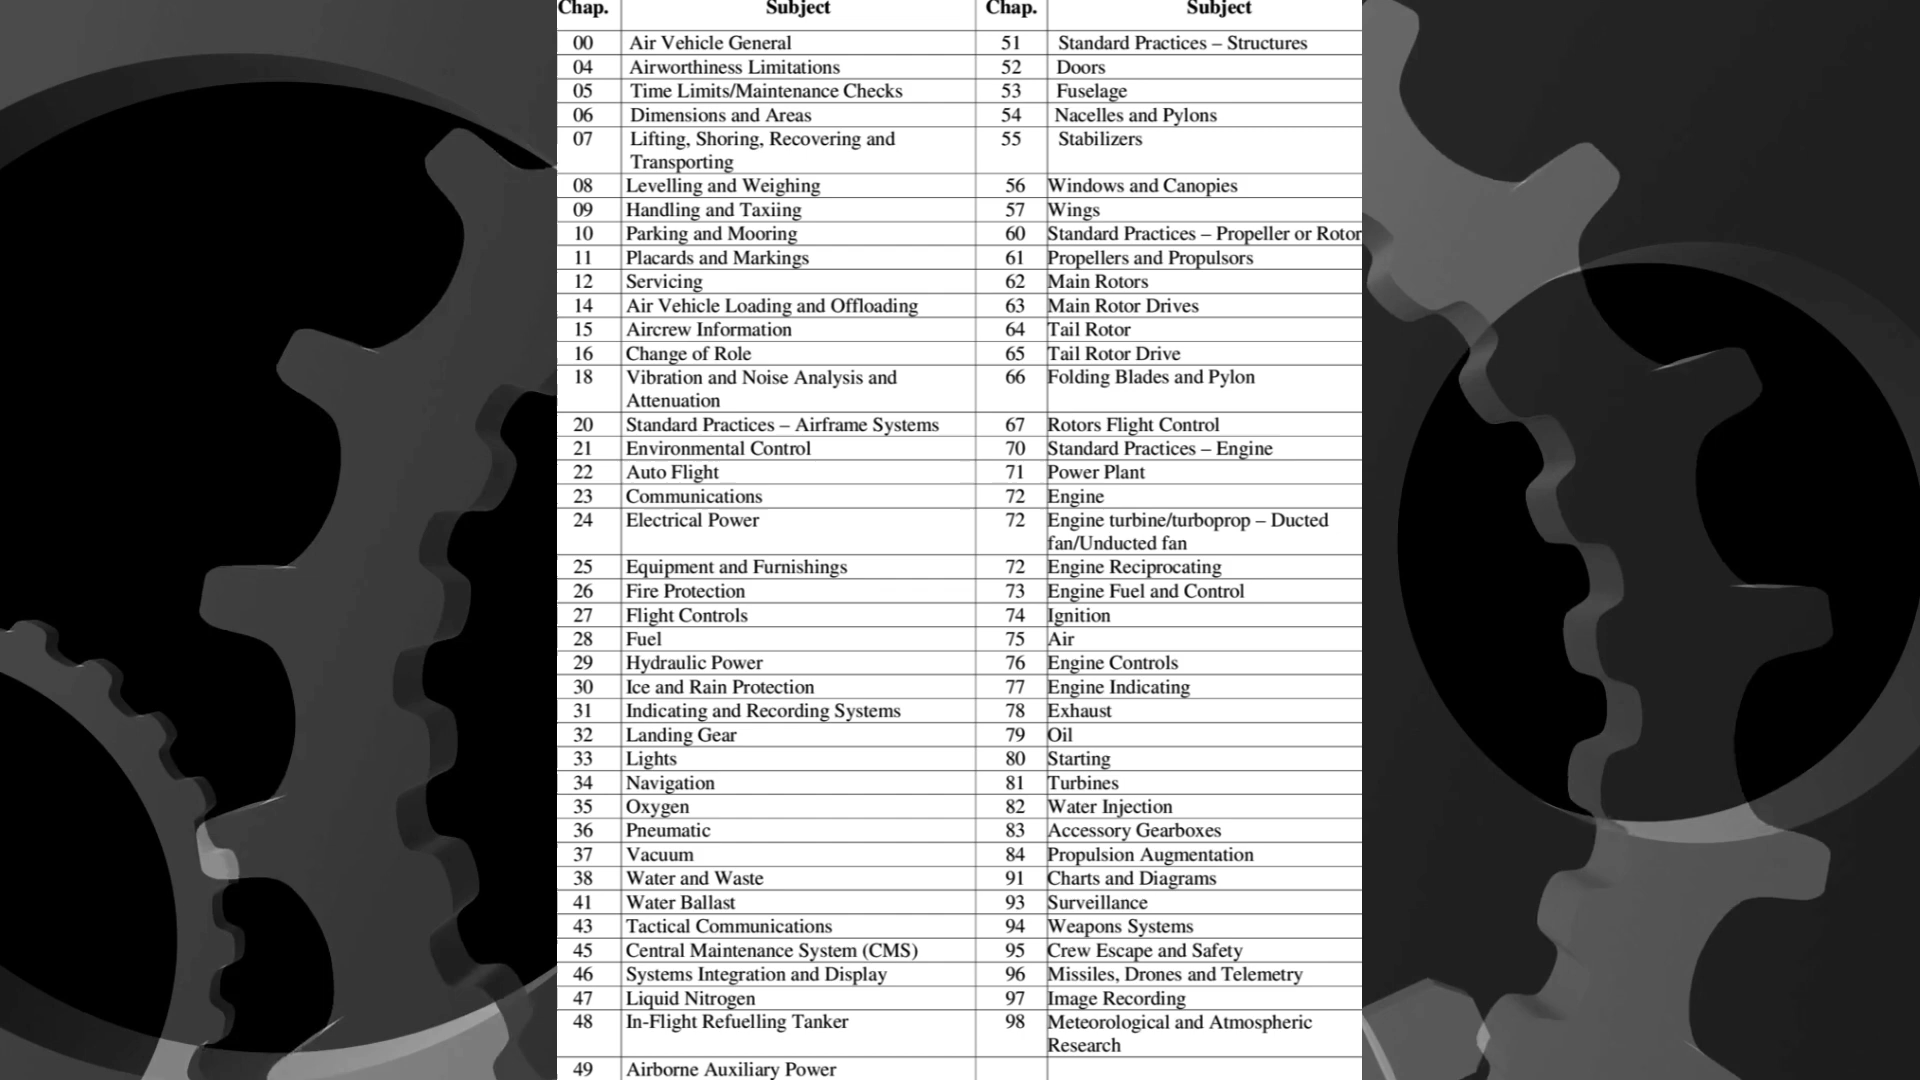 Chap. Subject Chap. Subject
00 Air Vehicle General 51 Standard Practices – Structures
04 Airworthiness Limitations 52 Doors
05 Time Limits/Maintenance Checks 53 Fuselage
06 Dimensions and Areas 54 Nacelles and Pylons
07 Lifting, Shoring, Recovering and 55 Stabilizers
Transporting
08 Levelling and Weighing 56 Windows and Canopies
09 Handling and Taxiing 57 Wings
10 Parking and Mooring 60 Standard Practices – Propeller or Rotor
11 Placards and Markings 61 Propellers and Propulsors
12 Servicing 62 Main Rotors
14 Air Vehicle Loading and Offloading 63 Main Rotor Drives
15 Aircrew Information 64 Tail Rotor
16 Change of Role 65 Tail Rotor Drive
18 Vibration and Noise Analysis and 66 Folding Blades and Pylon
Attenuation
20 Standard Practices – Airframe Systems 67 Rotors Flight Control
21 Environmental Control 70 Standard Practices – Engine
22 Auto Flight 71 Power Plant
23 Communications 72 Engine
24 Electrical Power 72 Engine turbine/turboprop – Ducted
fan/Unducted fan
25 Equipment and Furnishings 72 Engine Reciprocating
26 Fire Protection 73 Engine Fuel and Control
27 Flight Controls 74 Ignition
28 Fuel 75 Air
29 Hydraulic Power 76 Engine Controls
30 Ice and Rain Protection 77 Engine Indicating
31 Indicating and Recording Systems 78 Exhaust
32 Landing Gear 79 Oil
33 Lights 80 Starting
34 Navigation 81 Turbines
35 Oxygen 82 Water Injection
36 Pneumatic 83 Accessory Gearboxes
37 Vacuum 84 Propulsion Augmentation
38 Water and Waste 91 Charts and Diagrams
41 Water Ballast 93 Surveillance
43 Tactical Communications 94 Weapons Systems
45 Central Maintenance System (CMS) 95 Crew Escape and Safety
46 Systems Integration and Display 96 Missiles, Drones and Telemetry
47 Liquid Nitrogen 97 Image Recording
48 In-Flight Refuelling Tanker 98 Meteorological and Atmospheric
Research
49 Airborne Auxiliary Power